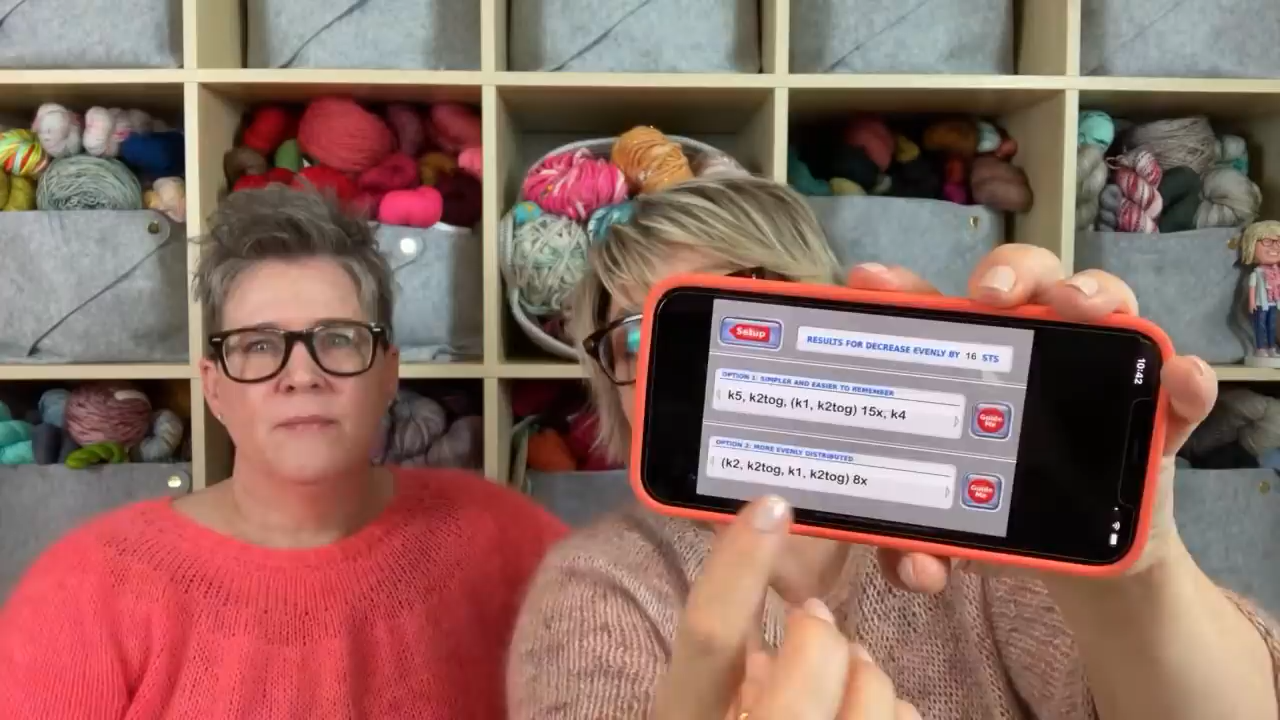 Setup
RESULTS FOR DECREASE EVENLY BY 16 STS
OPTION 1: SIMPLER AND EASIER TO REMEMBER
k5, k2tog, (k1, k2tog) 15x, k4
Guide Me
OPTION 2: MORE EVENLY DISTRIBUTED
(k2, k2tog, k1, k2tog) 8x
Guide Me
10:42